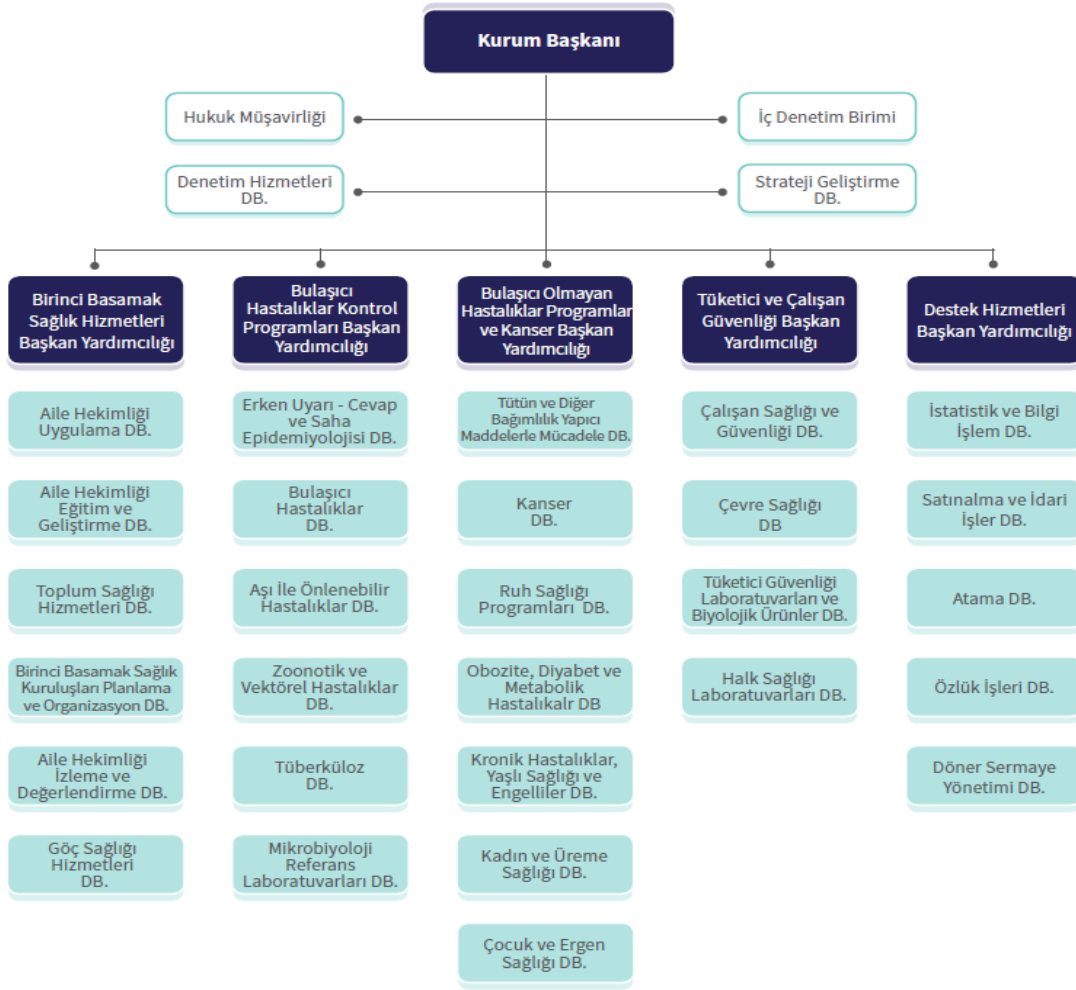 Kurum Başkanı
Hukuk Müşavirliği
İç Denetim Birimi
Denetim Hizmetleri
DB.
Strateji Geliştirme
DB.
Birinci Basamak
Sağlık Hizmetleri
Başkan Yardımcılığı
Bulaşıcı
Hastalıklar Kontrol
Programları Başkan
Yardımcılığı
Bulaşıcı Olmayan
Hastalıklar Programlar
ve Kanser Başkan
Yardımcılığı
Tüketici ve Çalışan
Güvenliği Başkan
Yardımcılığı
Destek Hizmetleri
Başkan Yardımcılığı
Aile Hekimliği
Uygulama DB.
Aile Hekimliği
Eğitim ve
Geliştirme DB.
Toplum Sağlığı
Hizmetleri DB.
Birinci Basamak Sağlık
Kuruluşları Planlama
ve Organizasyon DB.
Aile Hekimliği
İzleme ve
Değerlendirme DB.
Göç Sağlığı
Hizmetleri
DB.
Erken Uyarı - Cevap
ve Saha
Epidemiyolojisi DB.
Bulaşıcı
Hastalıklar
DB.
Aşı İle Önlenebilir
Hastalıklar DB.
Zoonotik ve
Vektörel Hastalıklar
DB.
Tüberküloz
DB.
Mikrobiyoloji
Referans
Laboratuvarları DB.
Tütün ve Diğer
Bağımlılık Yapıcı
Maddelerle Mücadele DB.
Kanser
DB.
Ruh Sağlığı
Programları DB.
Obozite, Diyabet ve
Metabolik
Hastalıkalr DB
Kronik Hastalıklar,
Yaşlı Sağlığı ve
Engelliler DB.
Kadın ve Üreme
Sağlığı DB.
Çocuk ve Ergen
Sağlığı DB.
Çalışan Sağlığı ve
Güvenliği DB.
Çevre Sağlığı
DB
Tüketici Güvenliği
Laboratuvarları ve
Biyolojik Ürünler DB.
Halk Sağlığı
Laboratuvarları DB.
İstatistik ve Bilgi
İşlem DB.
Satınalma ve İdari
İşler DB.
Atama DB.
Özlük İşleri DB.
Döner Sermaye
Yönetimi DB.